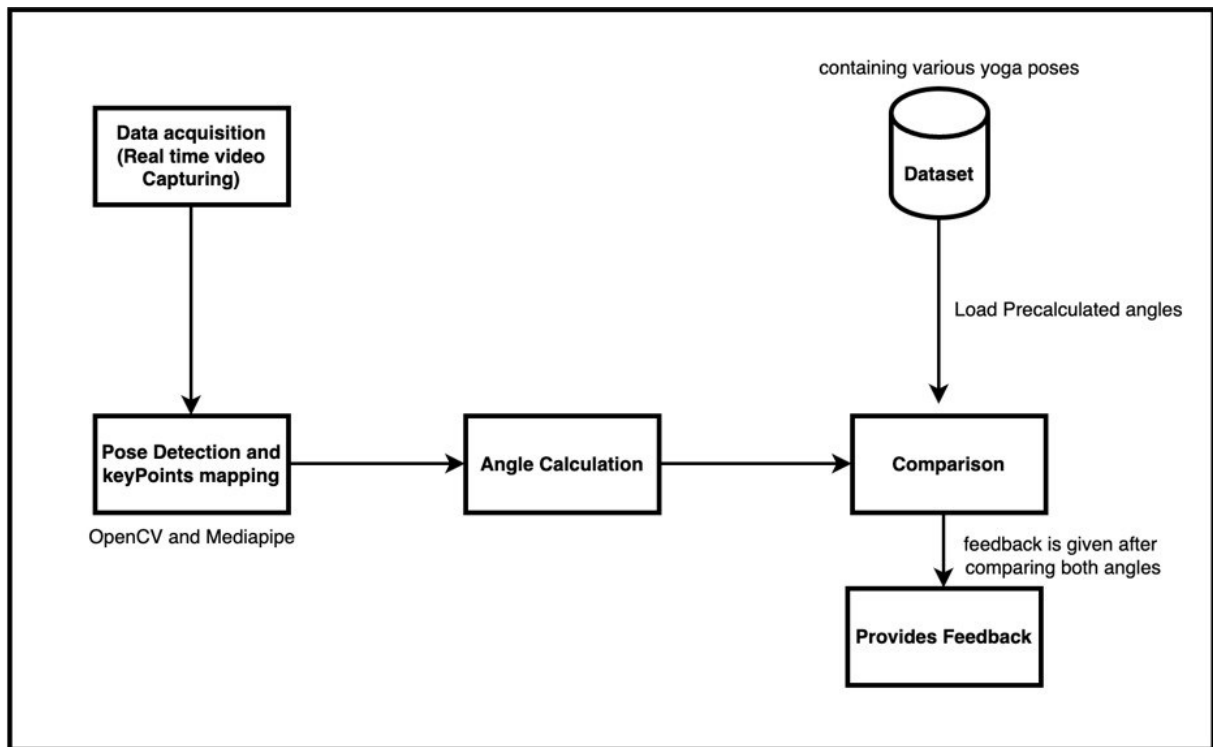 containing various yoga poses
Data acquisition
(Real time video
Capturing)
Dataset
Load Precalculated angles
Pose Detection and
keyPoints mapping
Angle Calculation
Comparison
OpenCV and Mediapipe
feedback is given after
comparing both angles
Provides Feedback